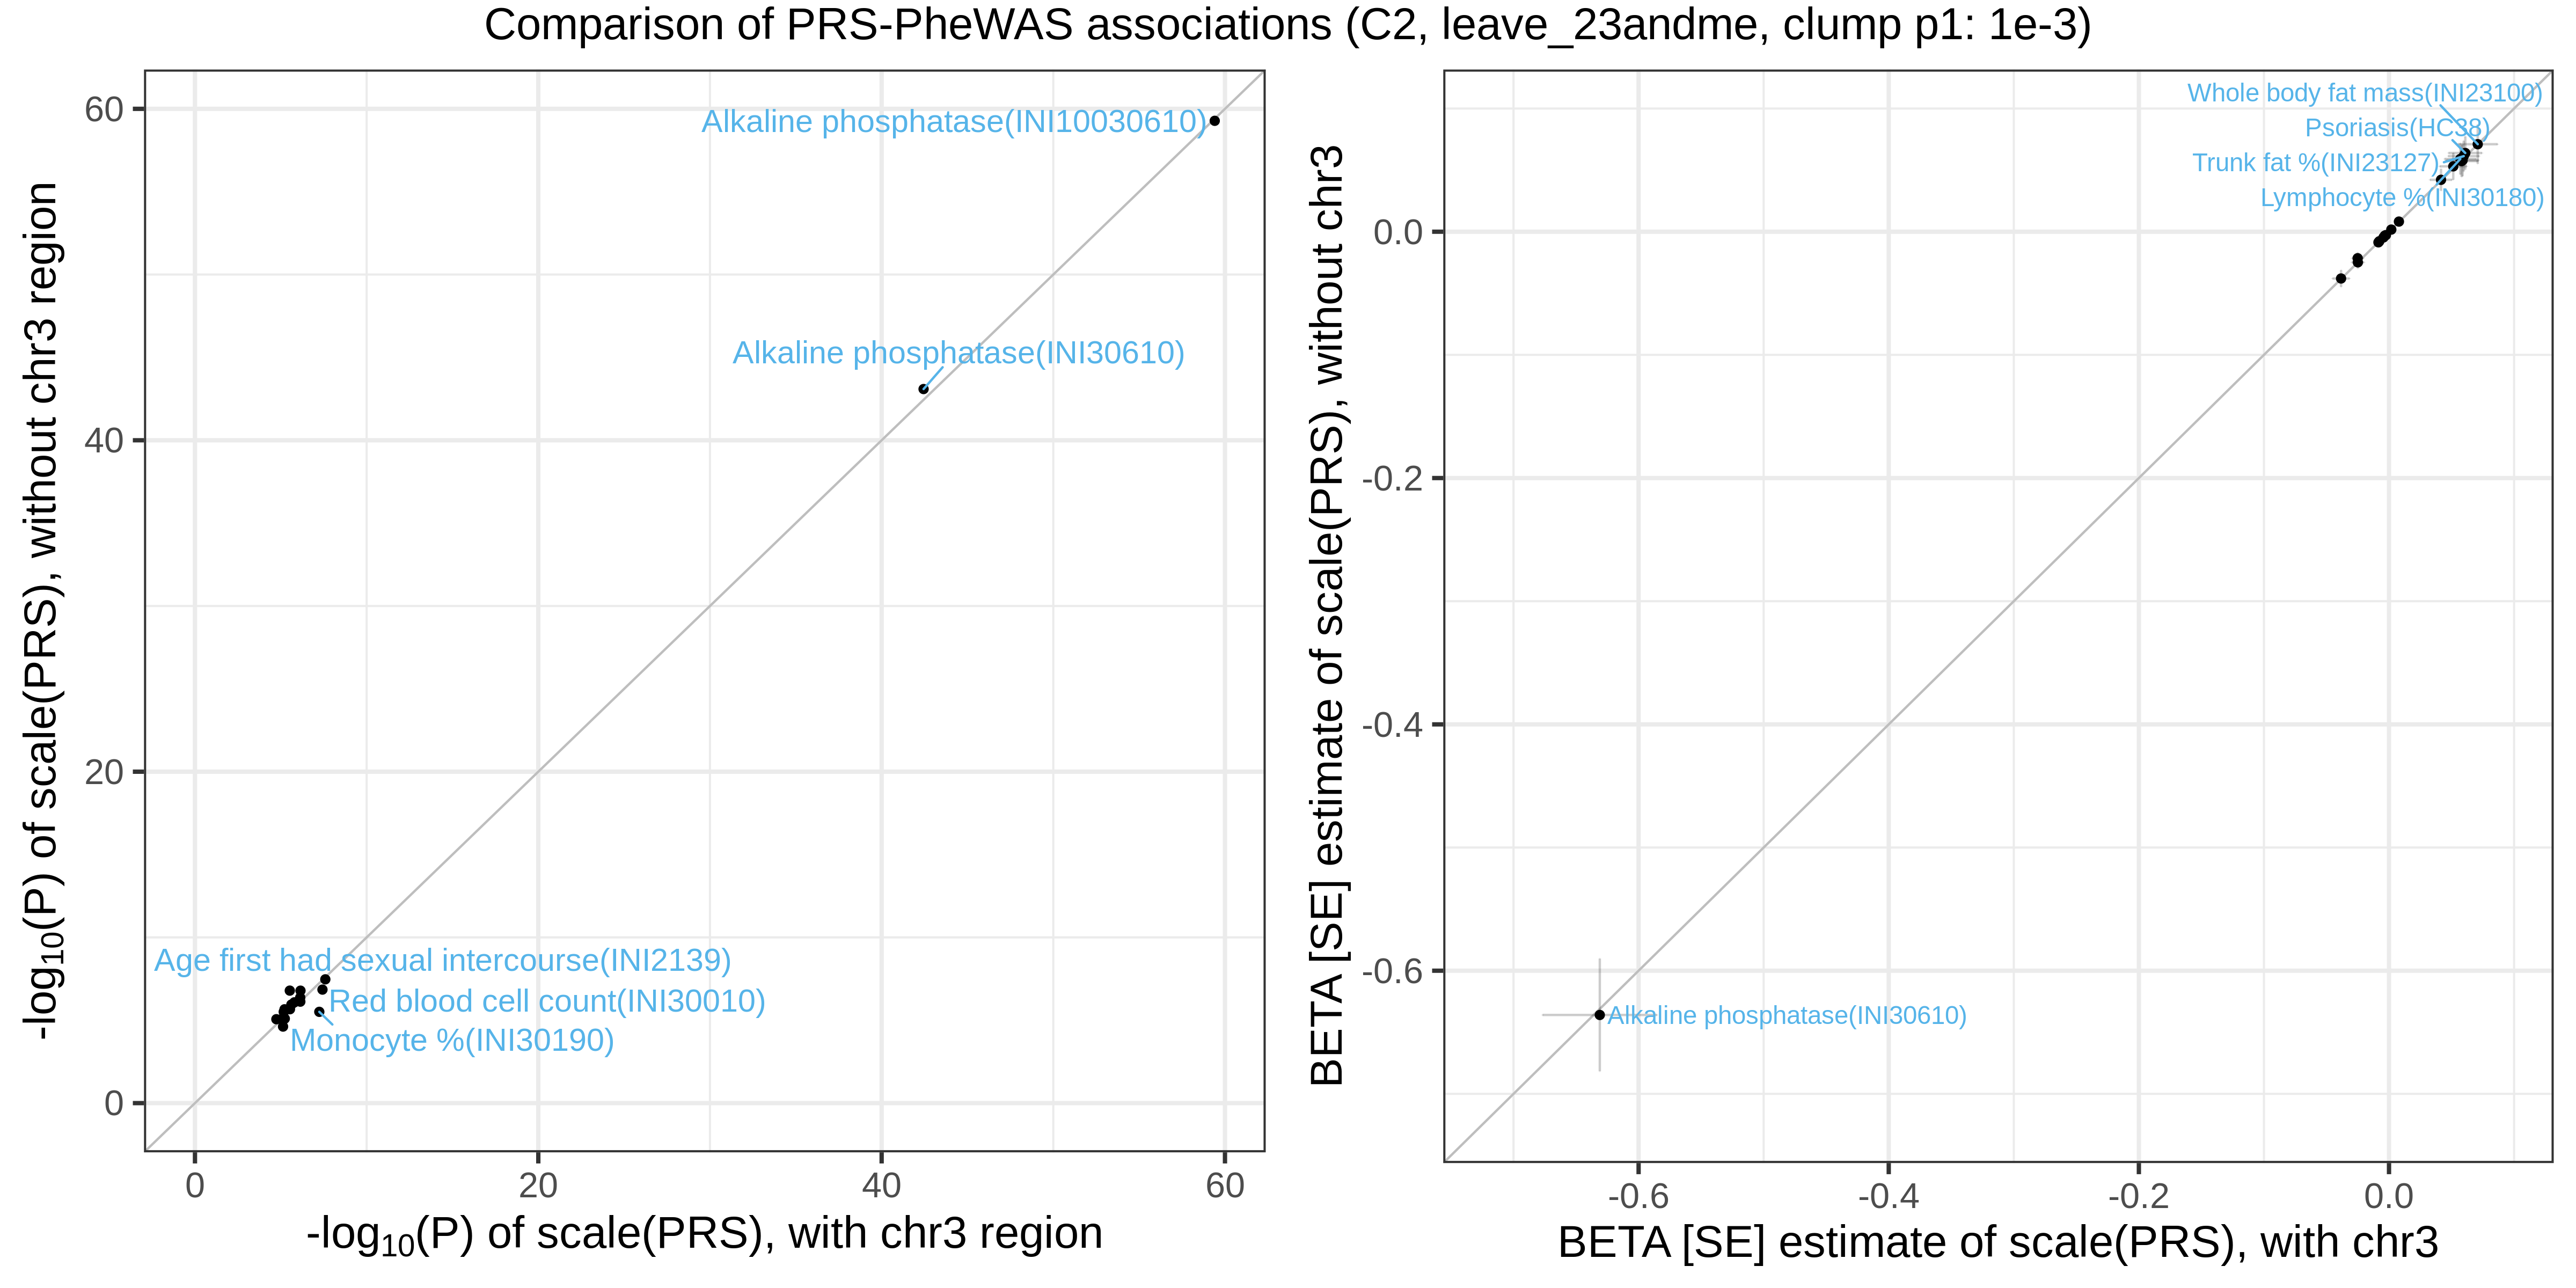 Comparison of PRS-PheWAS associations (C2, leave_23andme, clump p1: 1e-3)
-log10(P) of scale(PRS), without chr3 region
60
40
20
0
Alkaline phosphatase(INI10030610)
Alkaline phosphatase(INI30610)
Age first had sexual intercourse(INI2139)
Red blood cell count(INI30010)
Monocyte %(INI30190)
0 20 40 60
-log10(P) of scale(PRS), with chr3 region
BETA [SE] estimate of scale(PRS), without chr3
0.0
-0.2
-0.4
-0.6
Whole body fat mass(INI23100)
Psoriasis(HC38)
Trunk fat %(INI23127)
Lymphocyte %(INI30180)
Alkaline phosphatase(INI30610)
-0.6 -0.4 -0.2 0.0
BETA [SE] estimate of scale(PRS), with chr3